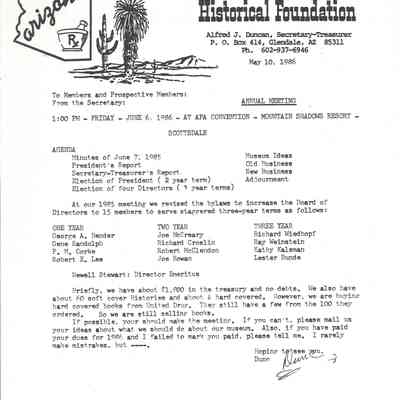 arizona
Rx
Historical Foundation
Alfred J. Duncan, Secretary-Treasurer
P. O. Box 414, Glendale, AZ 85311
Ph. 602-937-6946
May 10, 1986
To Members and Prospective Members:
From the Secretary:
ANNUAL MEETING
1:00 PM - FRIDAY - JUNE 6, 1986 - AT APA CONVENTION - MOUNTAIN SHADOWS RESORT -
SCOTTSDALE
AGENDA
Minutes of June 7, 1985 Museum Ideas
President's Report Old Business
Secretary-Treasurer's Report New Business
Election of President ( 2 year term) Adjournment
Election of four Directors ( 3 year terms)
At our 1985 meeting we revised the bylaws to increase the Board of
Directors to 15 members to serve staggered three-year terms as follows:
ONE YEAR TWO YEAR THREE YEAR
George A. Hender Joe McCreary Richard Wiedhopf
Gene Randolph Richard Groslin Ray Weinstein
P. M. Corke Robert McClendon Kathy Kalsman
Robert E. Lee Joe Rowan Lester Dunde
Newell Stewart: Director Emeritus
Briefly, we have about in the treasury and no debts. We also have
about 60 soft cover Histories and about hard covered. However, we are buying
hard covered books from United Drug. They still have a few from the 100 they
ordered. So we are still selling books.
If possible, your should make the meeting. If you can't, please mail us
your ideas about what we should do about our museum. Also, if you have paid
your dues for 1986 and I failed to mark you paid, please tell me. I rarely
make mistakes, but ----.
Hoping to see you,
Dunc
Dunc